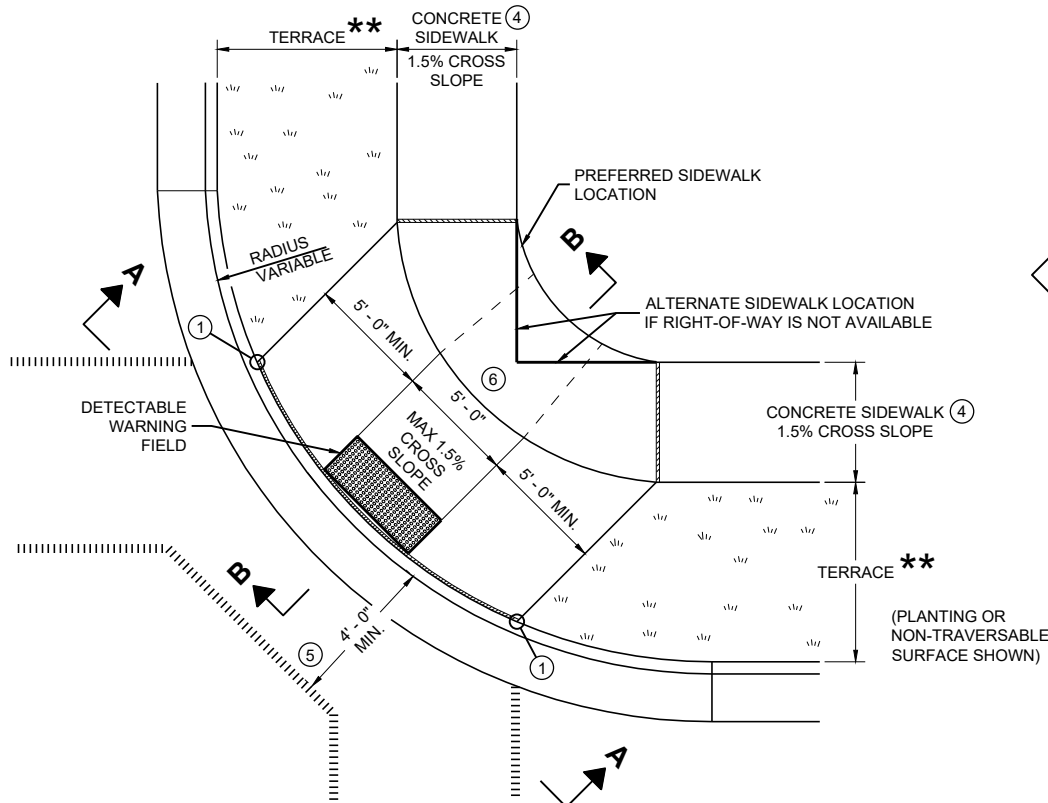 TERRACE **
CONCRETE ④
SIDEWALK
1.5% CROSS
SLOPE
PREFERRED SIDEWALK
LOCATION
B
RADIUS
VARIABLE
A
ALTERNATE SIDEWALK LOCATION
IF RIGHT-OF-WAY IS NOT AVAILABLE
①
5' - 0" MIN.
⑥
5' - 0"
DETECTABLE
WARNING
FIELD
MAX 1.5%
CROSS
SLOPE
CONCRETE SIDEWALK ④
1.5% CROSS SLOPE
5' - 0" MIN.
TERRACE **
B
4' - 0"
MIN.
(PLANTING OR
NON-TRAVERSABLE
SURFACE SHOWN)
⑤
①
A